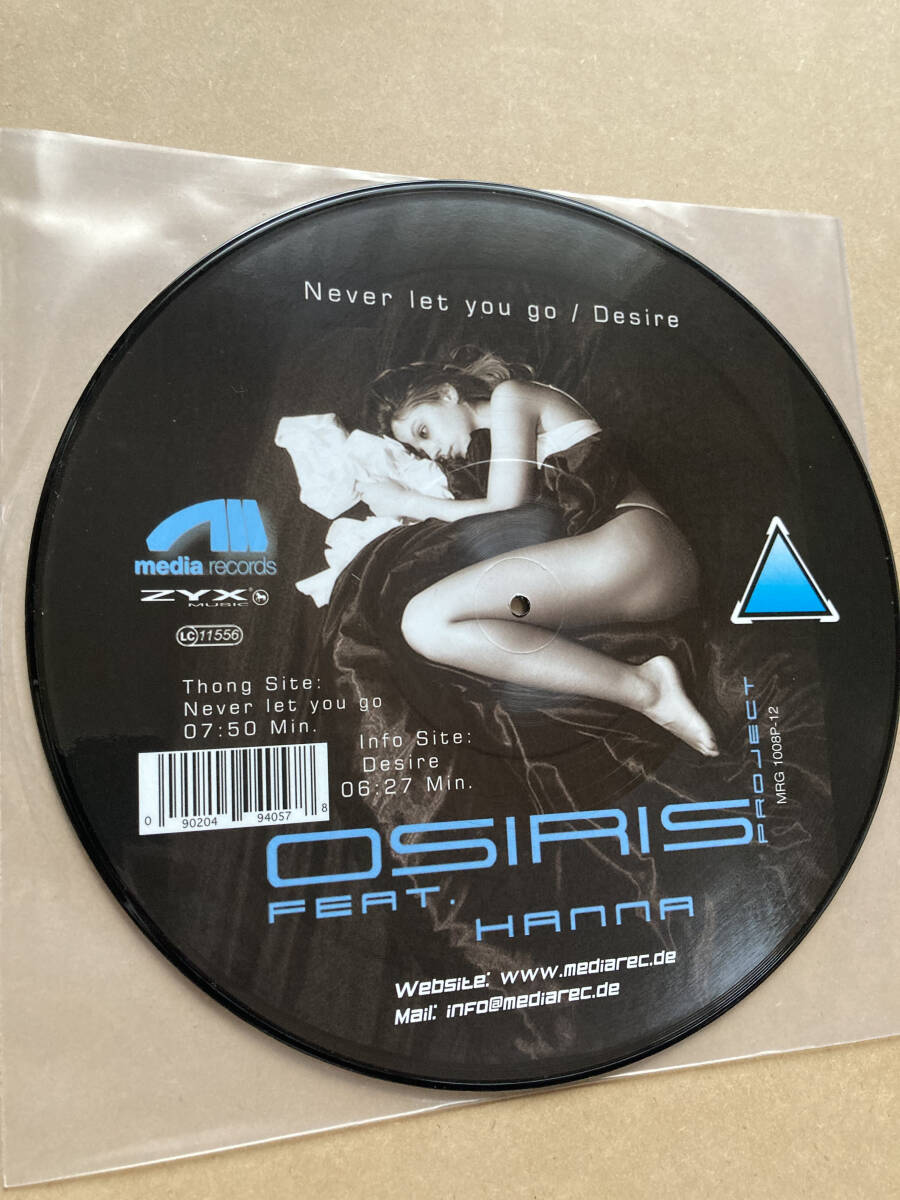 Never let you go / Desire
media records
ZYX
MUSIC
LC 11556
Thong Site:
Never let you go
07:50 Min.
Info Site:
Desire
06:27 Min.
0 90204 94057 8
OSIRIS
PROJECT
MRG 1008P-12
FEAT. HANNA
Website: www.mediarec.de
Mail: info@mediarec.de